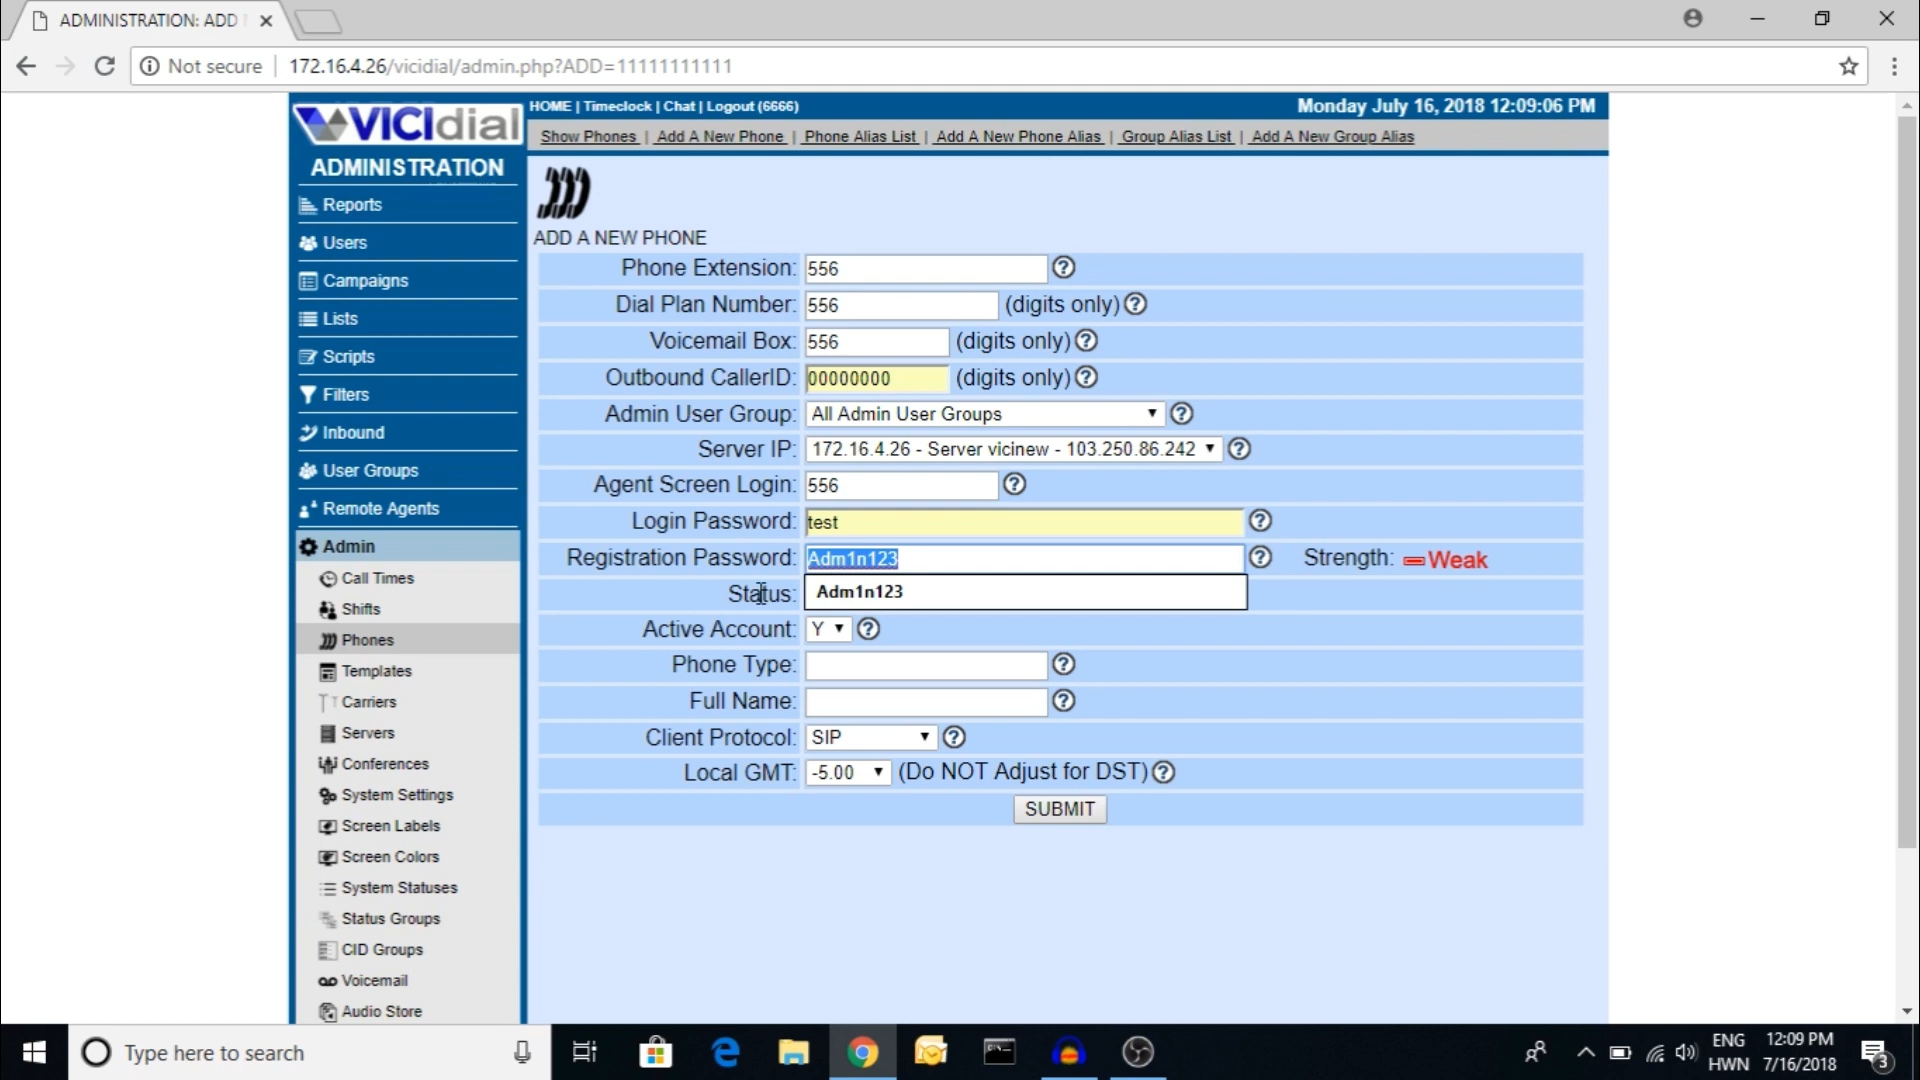 ADMINISTRATION: ADD
Not secure | 172.16.4.26/vicidial/admin.php?ADD=11111111111
VICIdial
HOME | Timeclock | Chat | Logout (6666)
Monday July 16, 2018 12:09:06 PM
Show Phones | Add A New Phone | Phone Alias List | Add A New Phone Alias | Group Alias List | Add A New Group Alias
ADMINISTRATION
Reports
Users
Campaigns
Lists
Scripts
Filters
Inbound
User Groups
Remote Agents
Admin
Call Times
Shifts
Phones
Templates
Carriers
Servers
Conferences
System Settings
Screen Labels
Screen Colors
System Statuses
Status Groups
CID Groups
Voicemail
Audio Store
ADD A NEW PHONE
Phone Extension: 556
Dial Plan Number: 556 (digits only)
Voicemail Box: 556 (digits only)
Outbound CallerID: 00000000 (digits only)
Admin User Group: All Admin User Groups
Server IP: 172.16.4.26 - Server vicinew - 103.250.86.242
Agent Screen Login: 556
Login Password: test
Registration Password: Adm1n123 Strength: Weak
Status: Adm1n123
Active Account: Y
Phone Type:
Full Name:
Client Protocol: SIP
Local GMT: -5.00 (Do NOT Adjust for DST)
SUBMIT
Type here to search
ENG
HWN
12:09 PM
7/16/2018
3